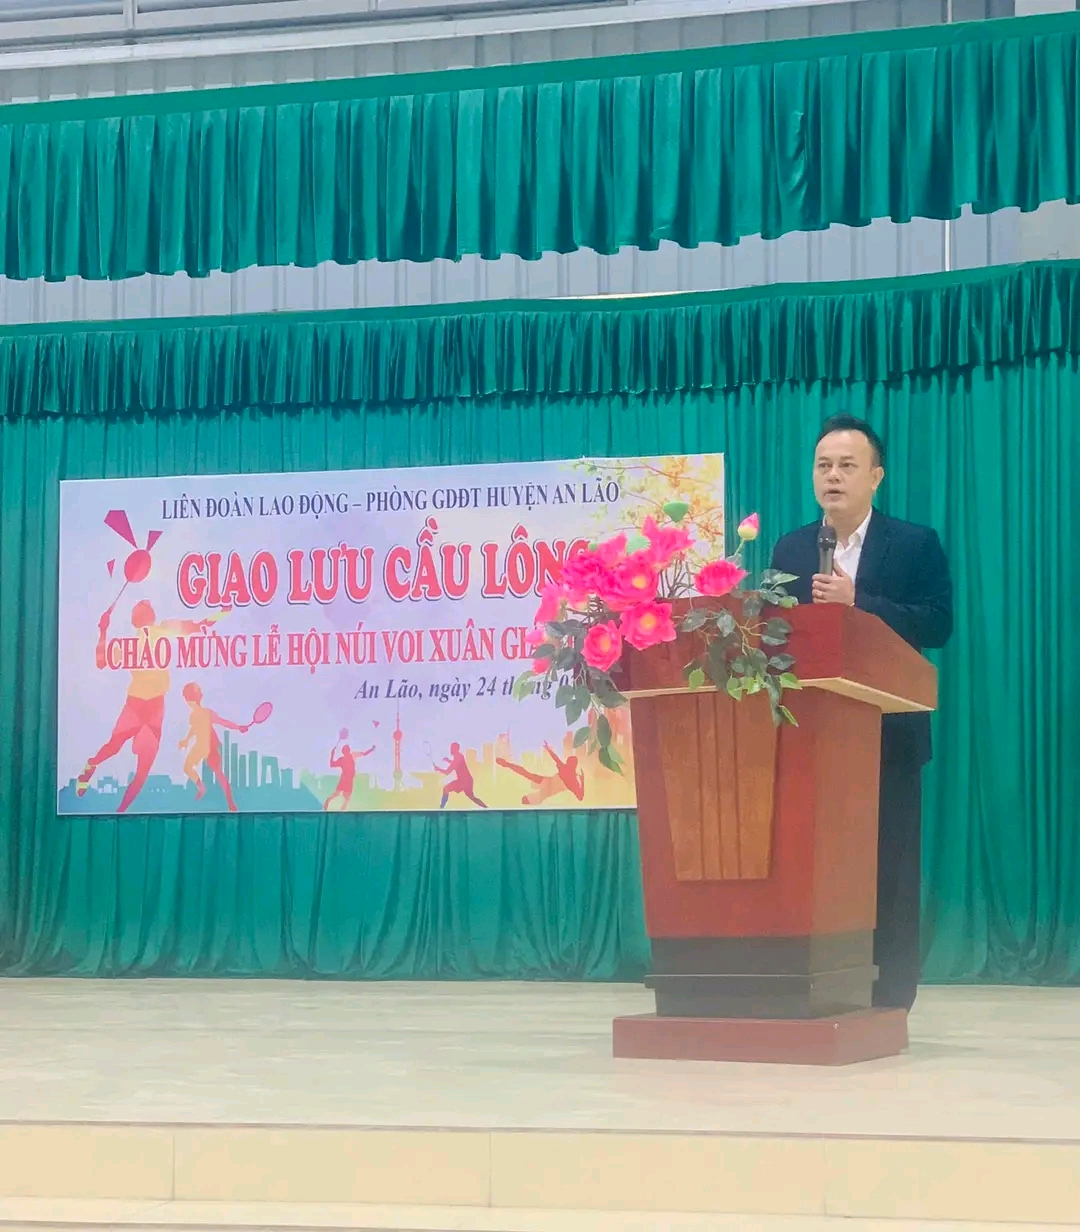 LIÊN ĐOÀN LAO ĐỘNG – PHÒNG GDĐT HUYỆN AN LÃO
GIAO LƯU CẦU LÔNG
CHÀO MỪNG LỄ HỘI NÚI VOI XUÂN
An Lão, ngày 24